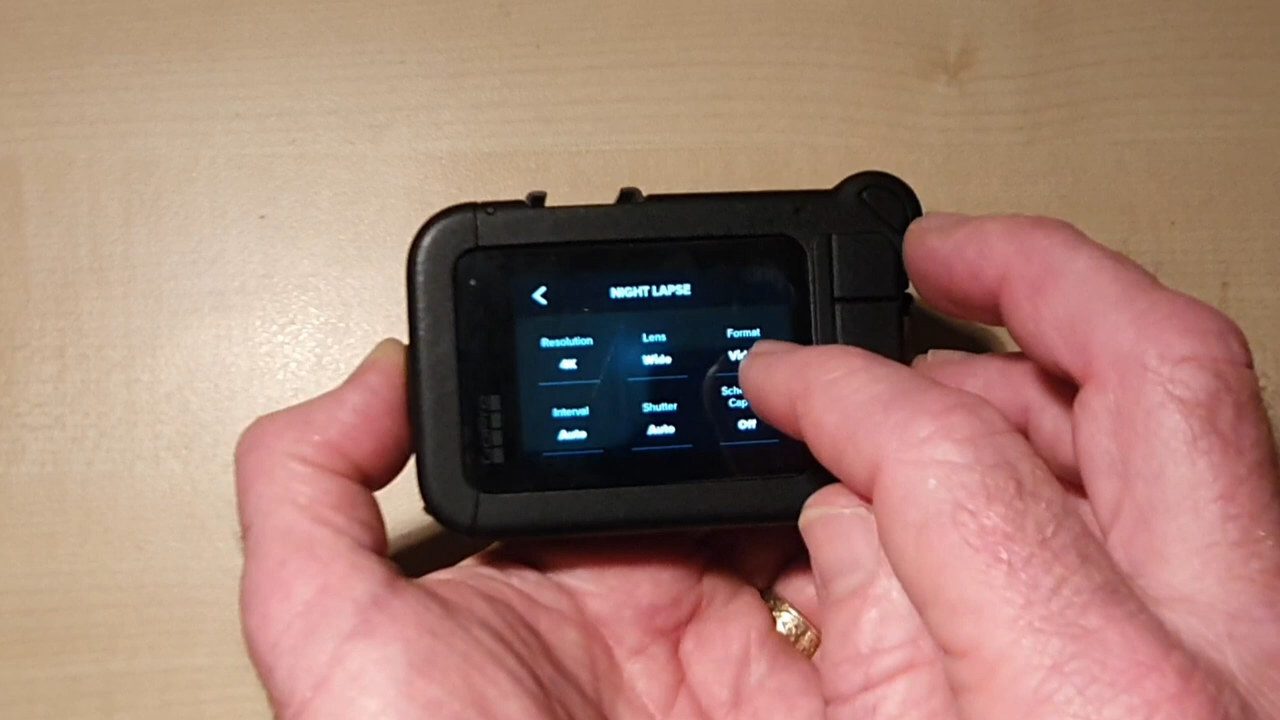 NIGHT LAPSE
Resolution
4K
Lens
Wide
Format
Interval
Auto
Shutter
Auto
Off